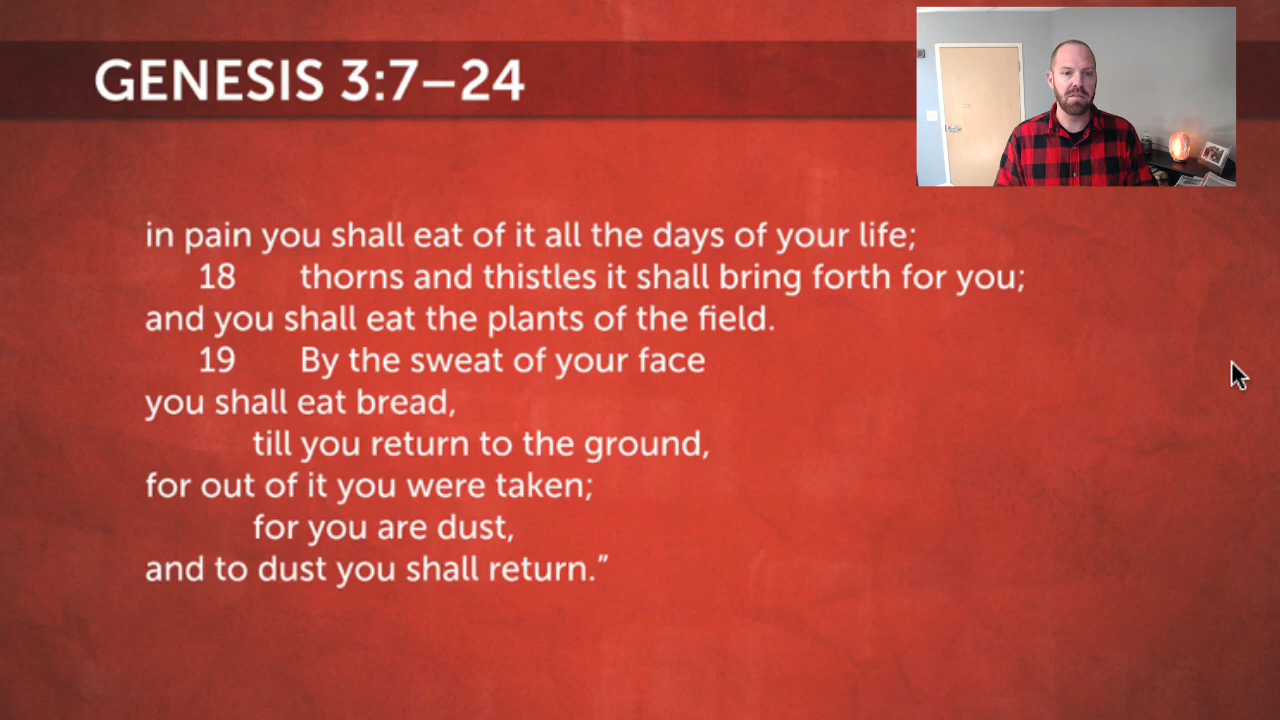 GENESIS 3:7–24
in pain you shall eat of it all the days of your life;
18 thorns and thistles it shall bring forth for you;
and you shall eat the plants of the field.
19 By the sweat of your face
you shall eat bread,
till you return to the ground,
for out of it you were taken;
for you are dust,
and to dust you shall return.”